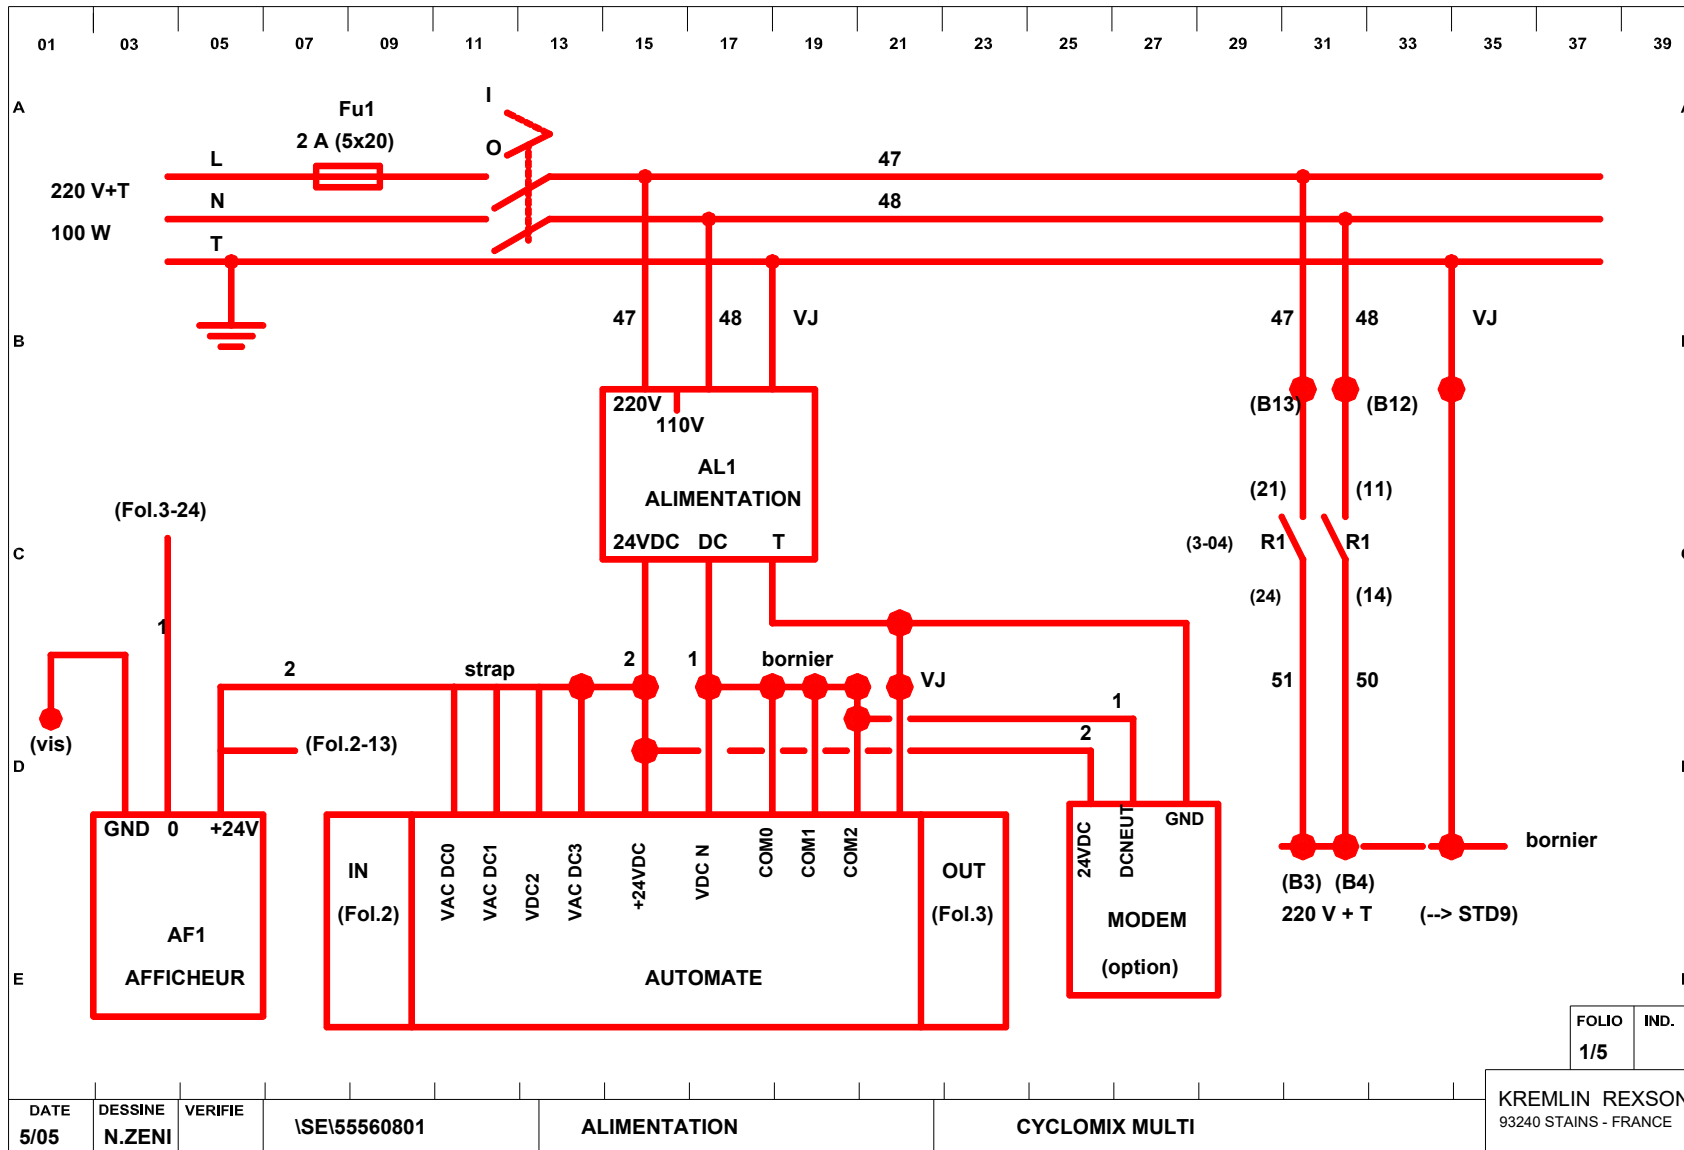 01 03 05 07 09 11 13 15 17 19 21 23 25 27 29 31 33 35 37 39
A
I
Fu1
2 A (5x20)
O
L
47
220 V+T
N
48
100 W
T
47 48 VJ
47 48 VJ
B
220V
110V
(B13) (B12)
AL1
ALIMENTATION
(21) (11)
(Fol.3-24)
24VDC DC T
C
(3-04) R1 R1
(24) (14)
1
2 strap 2 1 bornier
VJ
51 50
1
2
(vis)
(Fol.2-13)
D
GND 0 +24V
GND
24VDC
DCNEUT
VAC DC0
VAC DC1
VDC2
VAC DC3
+24VDC
VDC N
COM0
COM1
COM2
IN
(Fol.2)
OUT
(Fol.3)
bornier
(B3) (B4)
220 V + T (--> STD9)
MODEM
(option)
AF1
AFFICHEUR
AUTOMATE
E
FOLIO IND.
1/5
DATE DESSINE VERIFIE
5/05 N.ZENI
\SE\55560801 ALIMENTATION CYCLOMIX MULTI
KREMLIN REXSON
93240 STAINS - FRANCE